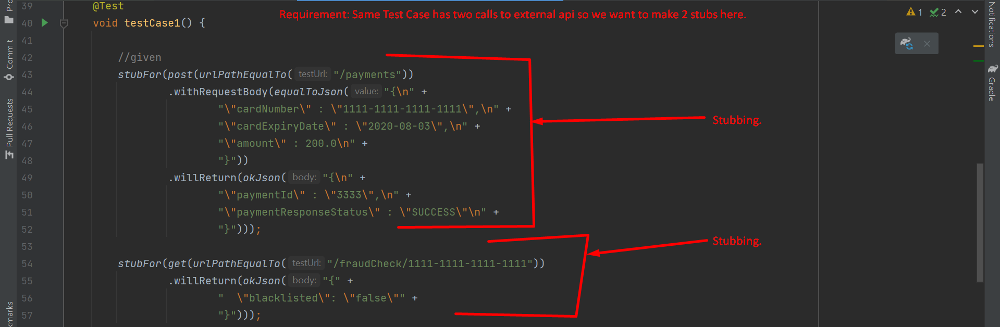 Requirement: Same Test Case has two calls to external api so we want to make 2 stubs here.
1 2
Pro
Commit
Pull Requests
kmarks
Notifications
Gradle
39 @Test
40 void testCase1() {
41
42 //given
43 stubFor(post(urlPathEqualTo( testUrl: "/payments"))
44 .withRequestBody(equalToJson( value: "{\n" +
45 "\"cardNumber\" : \"1111-1111-1111-1111\",\n" +
46 "\"cardExpiryDate\" : \"2020-08-03\",\n" +
47 "\"amount\" : 200.0\n" +
48 "}"))
49 .willReturn(okJson( body: "{\n" +
50 "\"paymentId\" : \"3333\",\n" +
51 "\"paymentResponseStatus\" : \"SUCCESS\"\n" +
52 "}")));
53
54 stubFor(get(urlPathEqualTo( testUrl: "/fraudCheck/1111-1111-1111-1111"))
55 .willReturn(okJson( body: "{" +
56 "  \"blacklisted\": \"false\"" +
57 "}")));
Stubbing.
Stubbing.